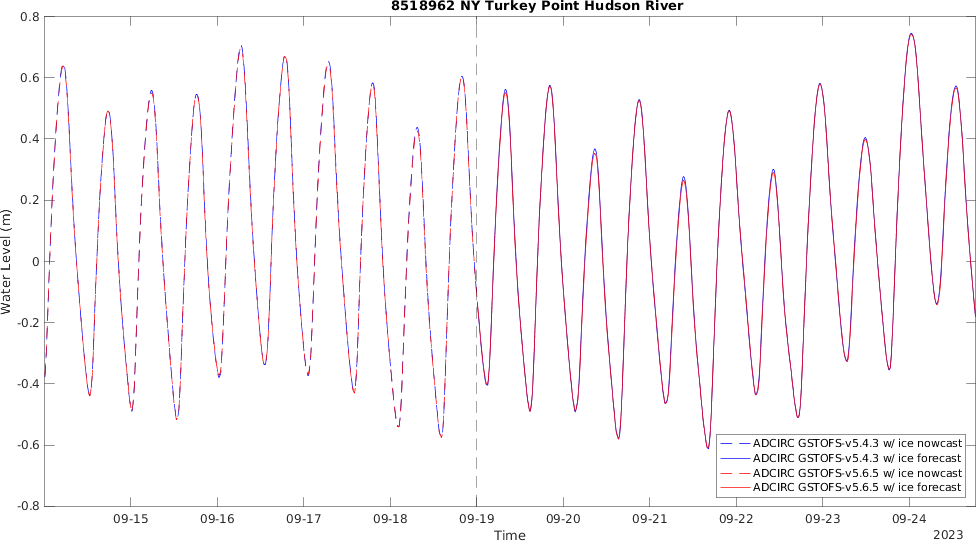 8518962 NY Turkey Point Hudson River
0.8
0.6
0.4
0.2
0
-0.2
-0.4
-0.6
-0.8
Water Level (m)
ADCIRC GSTOFS-v5.4.3 w/ ice nowcast
ADCIRC GSTOFS-v5.4.3 w/ ice forecast
ADCIRC GSTOFS-v5.6.5 w/ ice nowcast
ADCIRC GSTOFS-v5.6.5 w/ ice forecast
09-15 09-16 09-17 09-18 09-19 09-20 09-21 09-22 09-23 09-24
Time
2023